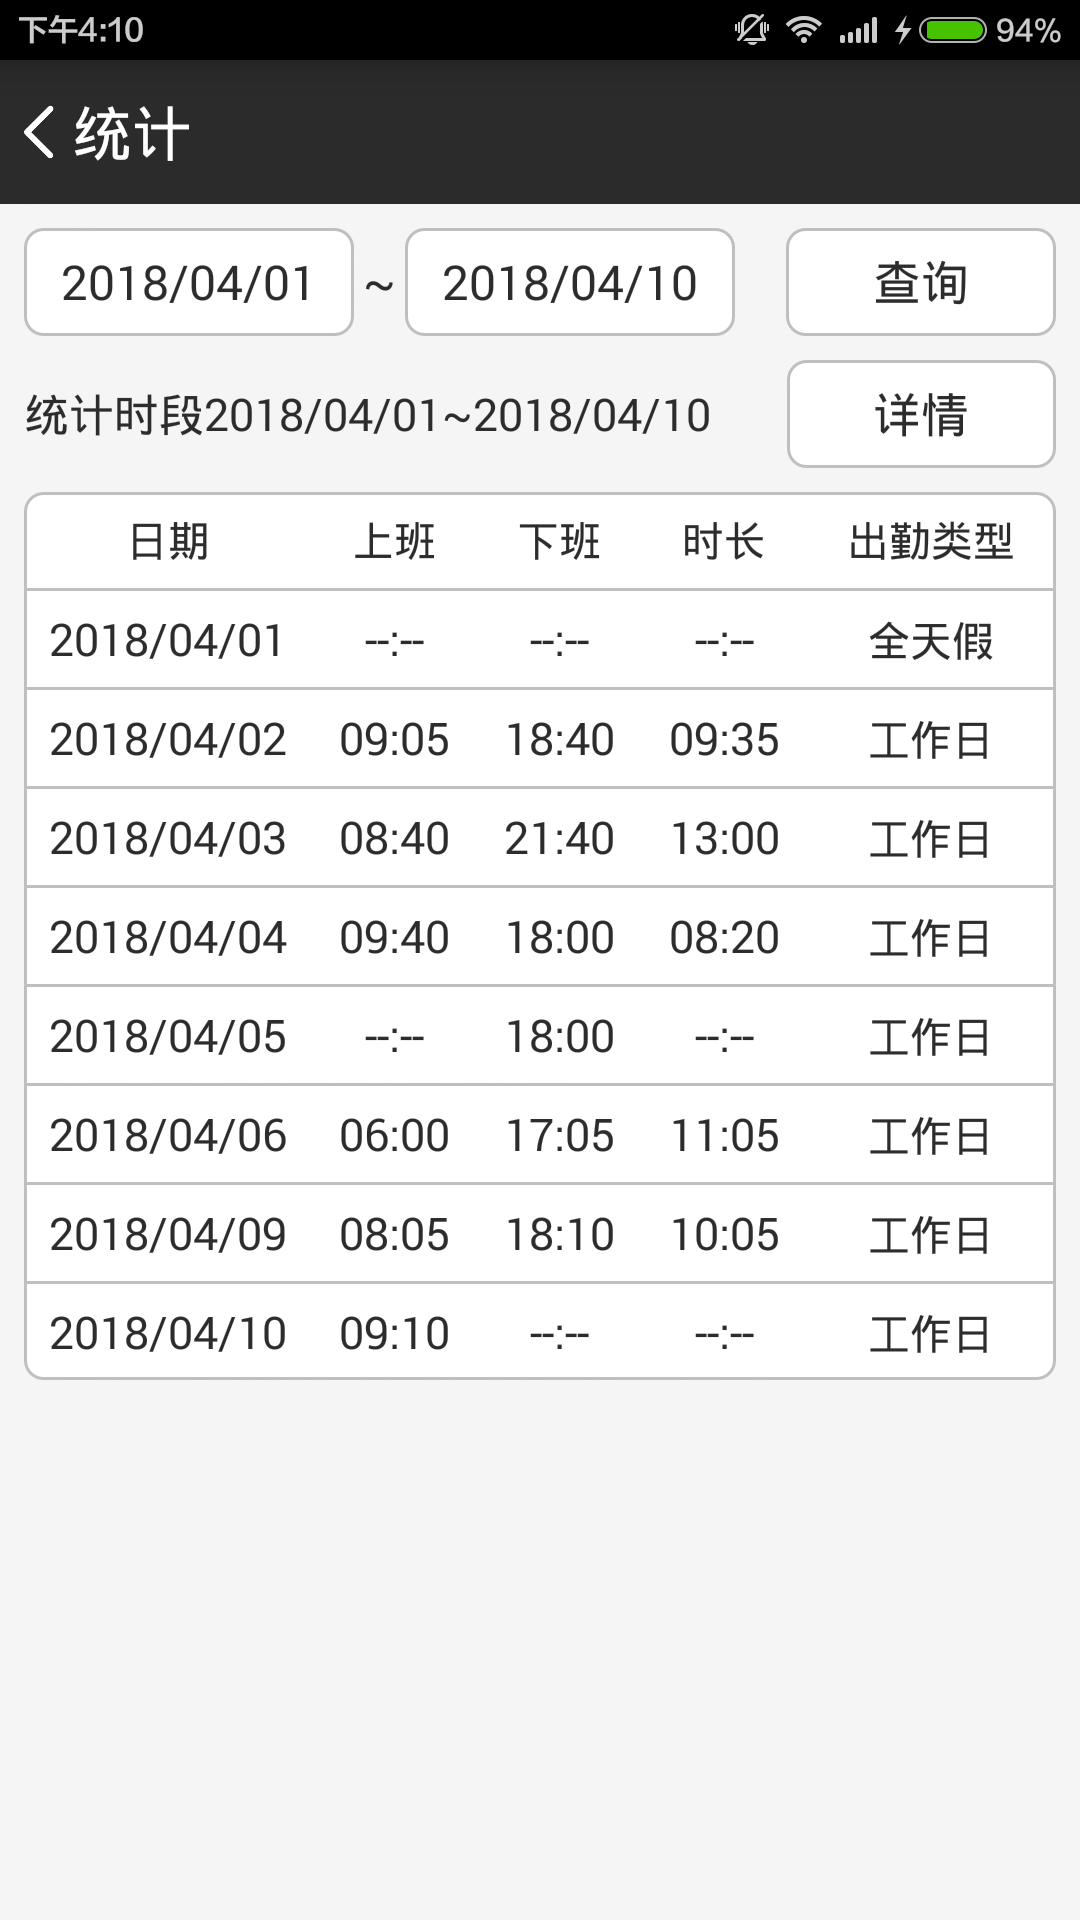 下午4:10 94%
统计
2018/04/01 ~ 2018/04/10 查询
统计时段2018/04/01~2018/04/10 详情
日期 上班 下班 时长 出勤类型
2018/04/01 --:-- --:-- --:-- 全天假
2018/04/02 09:05 18:40 09:35 工作日
2018/04/03 08:40 21:40 13:00 工作日
2018/04/04 09:40 18:00 08:20 工作日
2018/04/05 --:-- 18:00 --:-- 工作日
2018/04/06 06:00 17:05 11:05 工作日
2018/04/09 08:05 18:10 10:05 工作日
2018/04/10 09:10 --:-- --:-- 工作日